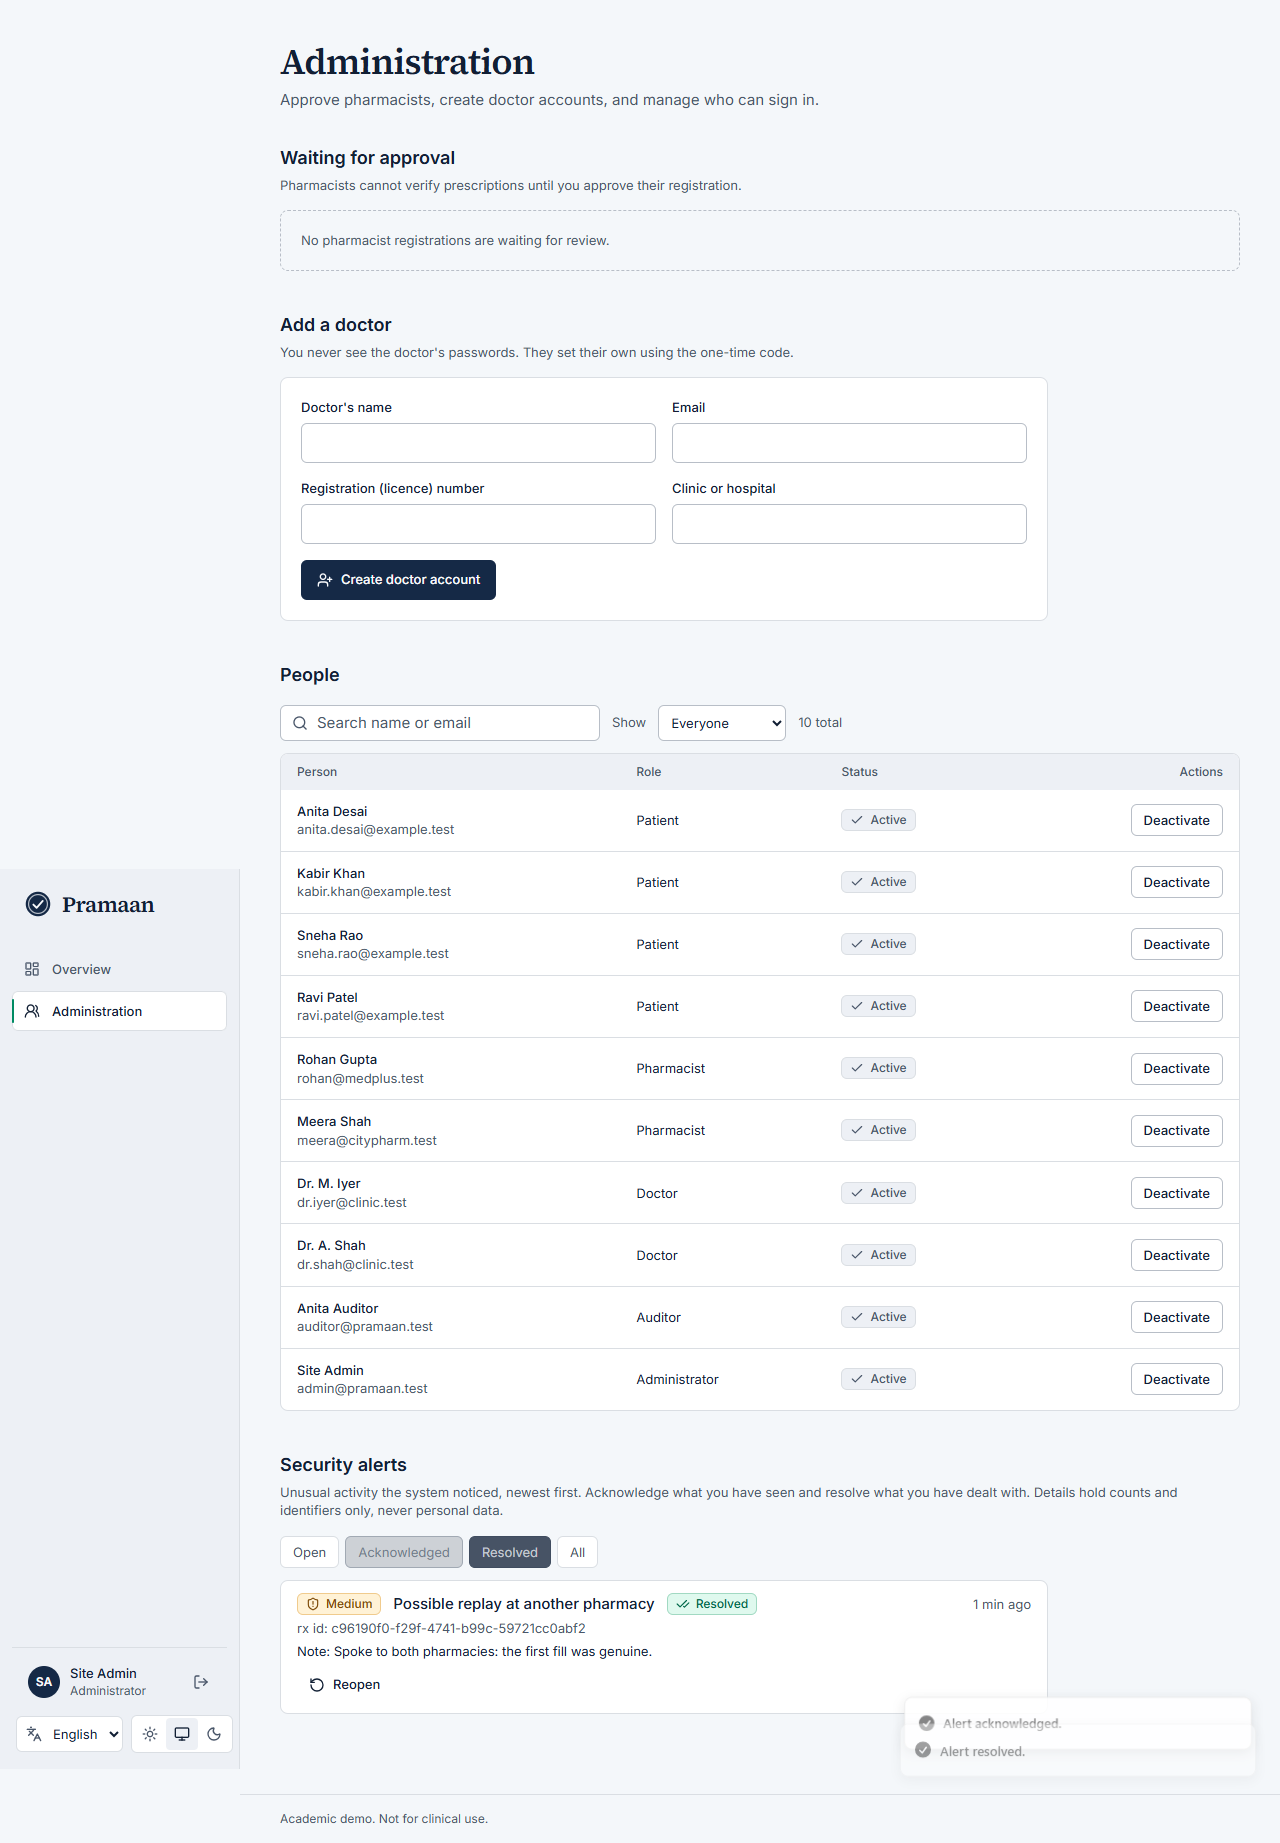 Administration
Approve pharmacists, create doctor accounts, and manage who can sign in.
Waiting for approval
Pharmacists cannot verify prescriptions until you approve their registration.
No pharmacist registrations are waiting for review.
Add a doctor
You never see the doctor's passwords. They set their own using the one-time code.
Doctor's name
Email
Registration (licence) number
Clinic or hospital
Create doctor account
People
Search name or email
Show
Everyone
10 total
Person Role Status Actions
Anita Desai
anita.desai@example.test
Patient
Active
Deactivate
Kabir Khan
kabir.khan@example.test
Patient
Active
Deactivate
Sneha Rao
sneha.rao@example.test
Patient
Active
Deactivate
Ravi Patel
ravi.patel@example.test
Patient
Active
Deactivate
Rohan Gupta
rohan@medplus.test
Pharmacist
Active
Deactivate
Meera Shah
meera@citypharm.test
Pharmacist
Active
Deactivate
Dr. M. Iyer
dr.iyer@clinic.test
Doctor
Active
Deactivate
Dr. A. Shah
dr.shah@clinic.test
Doctor
Active
Deactivate
Anita Auditor
auditor@pramaan.test
Auditor
Active
Deactivate
Site Admin
admin@pramaan.test
Administrator
Active
Deactivate
Security alerts
Unusual activity the system noticed, newest first. Acknowledge what you have seen and resolve what you have dealt with. Details hold counts and
identifiers only, never personal data.
Open
Acknowledged
Resolved
All
Medium
Possible replay at another pharmacy
Resolved
1 min ago
rx id: c96190f0-f29f-4741-b99c-59721cc0abf2
Note: Spoke to both pharmacies: the first fill was genuine.
Reopen
Alert acknowledged.
Alert resolved.
Academic demo. Not for clinical use.
Pramaan
Overview
Administration
SA
Site Admin
Administrator
English